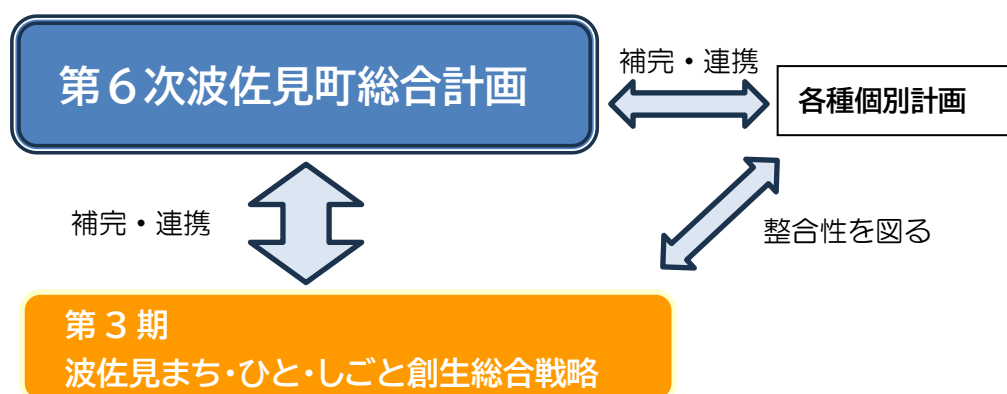 第6次波佐見町総合計画
補完・連携
各種個別計画
補完・連携
整合性を図る
第3期
波佐見まち・ひと・しごと創生総合戦略